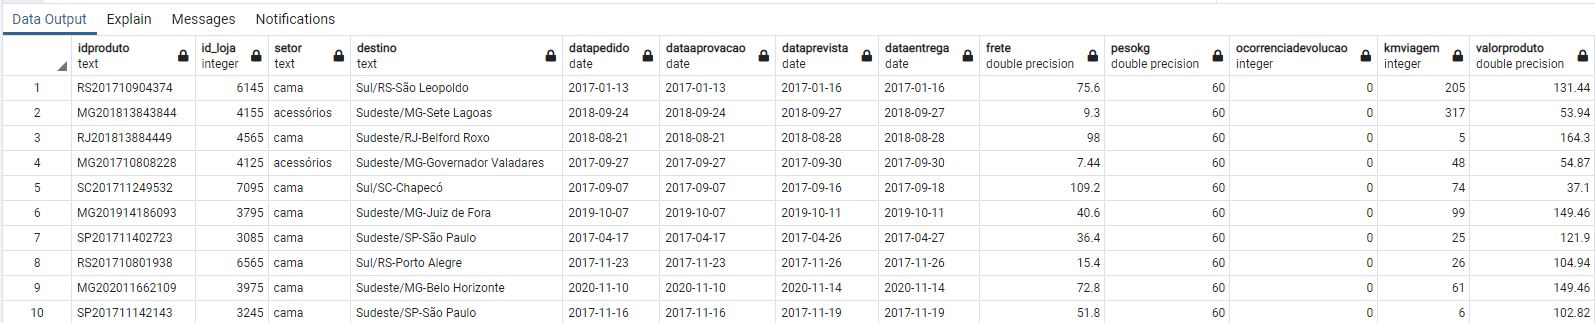 Data Output Explain Messages Notifications
idproduto id_loja setor destino datapedido dataaprovacao dataprevista dataentrega frete pesokg ocorrenciadevolucao kmviagem valorproduto
text integer text text date date date date double precision double precision integer integer double precision
1 RS201710904374 6145 cama Sul/RS-São Leopoldo 2017-01-13 2017-01-13 2017-01-16 2017-01-16 75.6 60 0 205 131.44
2 MG201813843844 4155 acessórios Sudeste/MG-Sete Lagoas 2018-09-24 2018-09-24 2018-09-27 2018-09-27 9.3 60 0 317 53.94
3 RJ201813884449 4565 cama Sudeste/RJ-Belford Roxo 2018-08-21 2018-08-21 2018-08-28 2018-08-28 98 60 0 5 164.3
4 MG201710808228 4125 acessórios Sudeste/MG-Governador Valadares 2017-09-27 2017-09-27 2017-09-30 2017-09-30 7.44 60 0 48 54.87
5 SC201711249532 7095 cama Sul/SC-Chapecó 2017-09-07 2017-09-07 2017-09-16 2017-09-18 109.2 60 0 74 37.1
6 MG201914186093 3795 cama Sudeste/MG-Juiz de Fora 2019-10-07 2019-10-07 2019-10-11 2019-10-11 40.6 60 0 99 149.46
7 SP201711402723 3085 cama Sudeste/SP-São Paulo 2017-04-17 2017-04-17 2017-04-26 2017-04-27 36.4 60 0 25 121.9
8 RS201710801938 6565 cama Sul/RS-Porto Alegre 2017-11-23 2017-11-23 2017-11-26 2017-11-26 15.4 60 0 26 104.94
9 MG202011662109 3975 cama Sudeste/MG-Belo Horizonte 2020-11-10 2020-11-10 2020-11-14 2020-11-14 72.8 60 0 61 149.46
10 SP201711142143 3245 cama Sudeste/SP-São Paulo 2017-11-16 2017-11-16 2017-11-19 2017-11-19 51.8 60 0 6 102.82